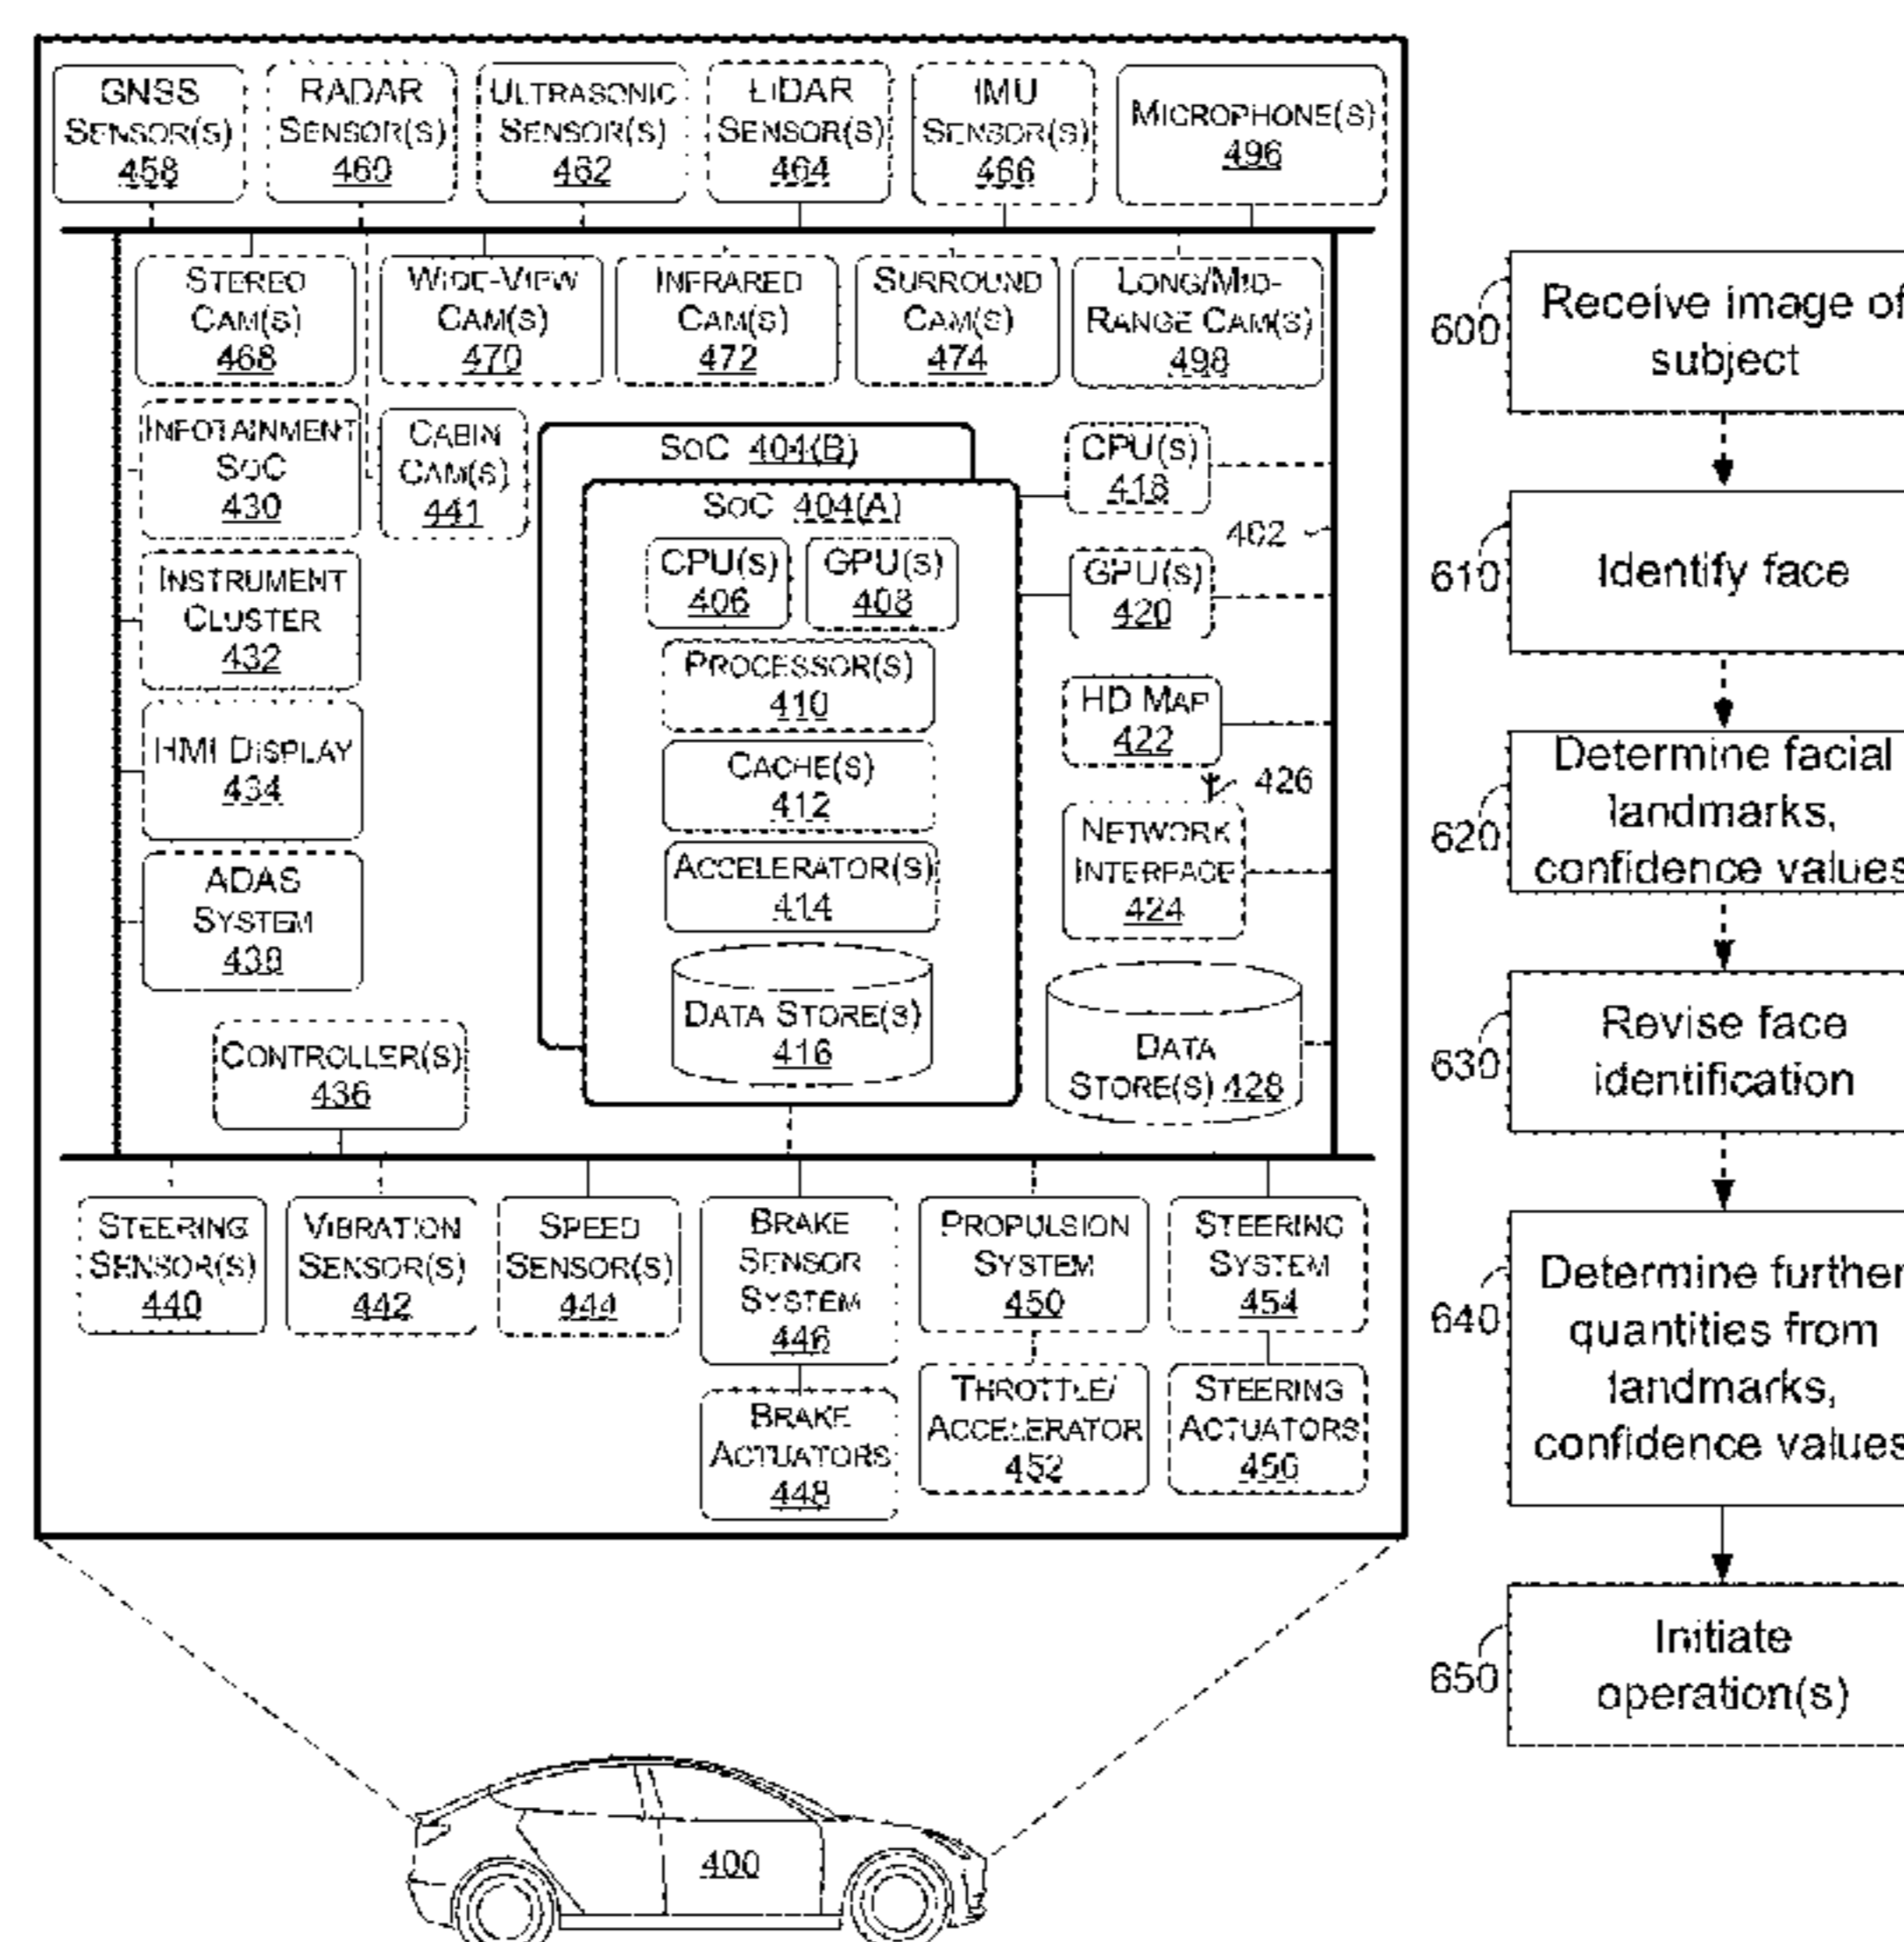 GNSS
SENSOR(S)
458
RADAR
SENSOR(S)
460
ULTRASONIC
SENSOR(S)
462
LIDAR
SENSOR(S)
464
IMU
SENSOR(S)
466
MICROPHONE(S)
496
STEREO
CAM(S)
468
WIDE-VIEW
CAM(S)
470
INFRARED
CAM(S)
472
SURROUND
CAM(S)
474
LONG/MID-
RANGE CAM(S)
498
INFOTAINMENT
SOC
430
CABIN
CAM(S)
441
SOC 404(B)
SOC 404(A)
CPU(S)
406
GPU(S)
408
PROCESSOR(S)
410
CACHE(S)
412
ACCELERATOR(S)
414
DATA STORE(S)
416
CPU(S)
418
402
GPU(S)
420
HD MAP
422
426
NETWORK
INTERFACE
424
DATA
STORE(S) 428
INSTRUMENT
CLUSTER
432
HMI DISPLAY
434
ADAS
SYSTEM
438
CONTROLLER(S)
436
STEERING
SENSOR(S)
440
VIBRATION
SENSOR(S)
442
SPEED
SENSOR(S)
444
BRAKE
SENSOR
SYSTEM
446
PROPULSION
SYSTEM
450
STEERING
SYSTEM
454
BRAKE
ACTUATORS
448
THROTTLE/
ACCELERATOR
452
STEERING
ACTUATORS
456
400
600
Receive image of
subject
610
Identify face
620
Determine facial
landmarks,
confidence values
630
Revise face
identification
640
Determine further
quantities from
landmarks,
confidence values
650
Initiate
operation(s)